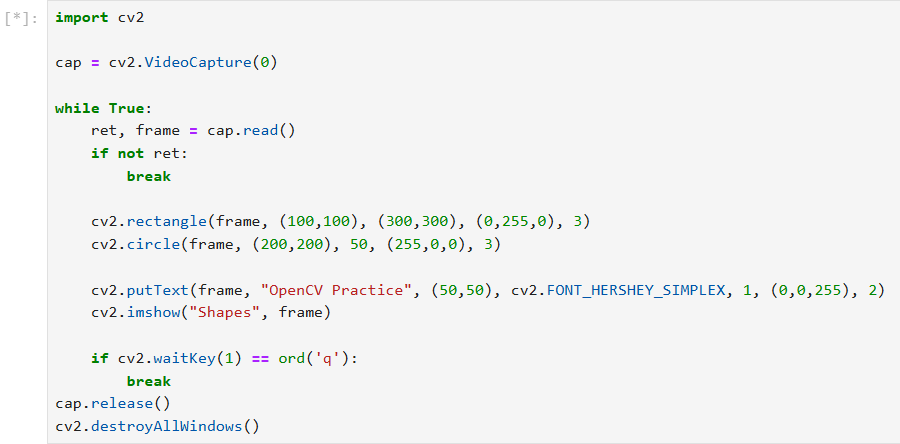 [*]:
import cv2
cap = cv2.VideoCapture(0)
while True:
    ret, frame = cap.read()
    if not ret:
        break
    cv2.rectangle(frame, (100,100), (300,300), (0,255,0), 3)
    cv2.circle(frame, (200,200), 50, (255,0,0), 3)
    cv2.putText(frame, "OpenCV Practice", (50,50), cv2.FONT_HERSHEY_SIMPLEX, 1, (0,0,255), 2)
    cv2.imshow("Shapes", frame)
    if cv2.waitKey(1) == ord('q'):
        break
cap.release()
cv2.destroyAllWindows()